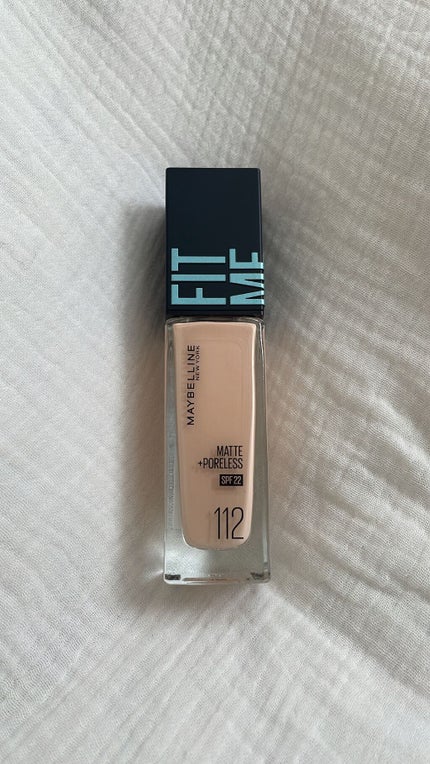 FIT
ME
MAYBELLINE
NEW YORK
MATTE
+PORELESS
SPF 22
112